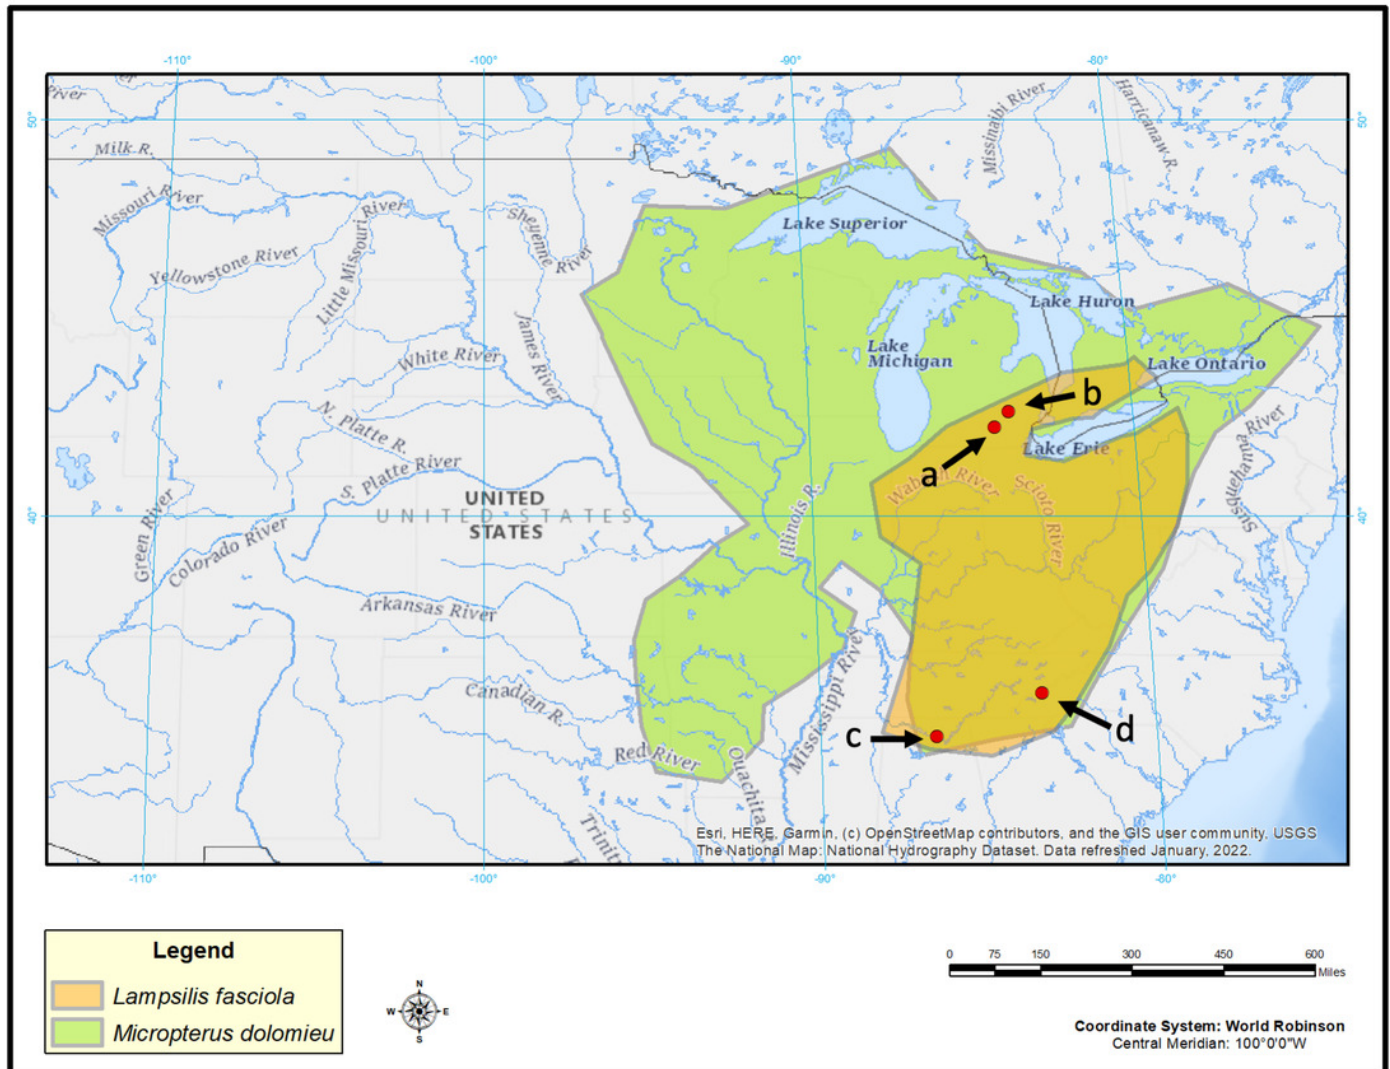 -110° -100° -90° -80°
River
er
50° 50°
Milk R.
Missouri River
Yellowstone River
Little Missouri River
Sheyenne River
James River
White River
N. Platte R.
S. Platte River
Green River
Colorado River
UNITED
UNITED STATES
STATES
Arkansas River
Canadian R.
Red River
Ouachita
Trinity
Mississippi River
Illinois R.
Missinaibi River
Harricanaw R.
Lake Superior
Lake Huron
Lake
Michigan
Lake Ontario
Lake Erie
Wabash River
Scioto River
Susquehanna River
b
a
c
d
40° 40°
Esri, HERE, Garmin, (c) OpenStreetMap contributors, and the GIS user community, USGS
The National Map: National Hydrography Dataset. Data refreshed January, 2022.
-110° -100° -90° -80°
Legend
Lampsilis fasciola
Micropterus dolomieu
N
W E
S
0 75 150 300 450 600
Miles
Coordinate System: World Robinson
Central Meridian: 100°0'0"W